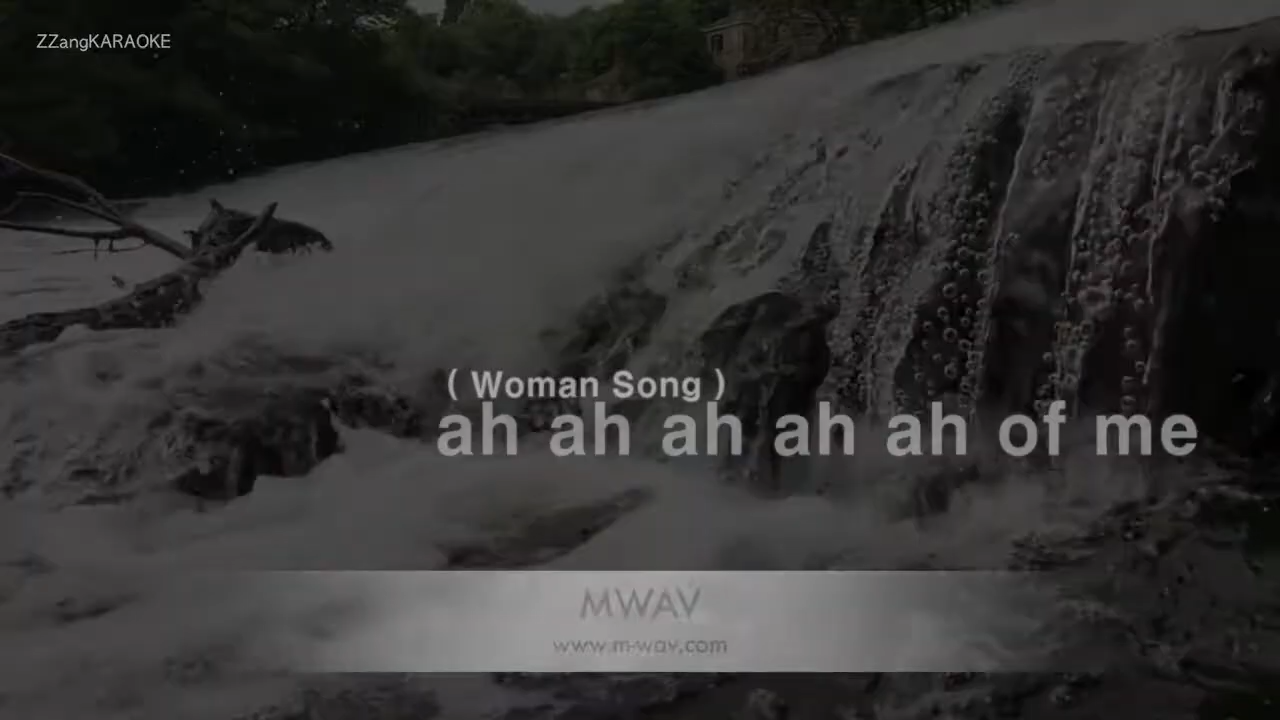 ZZangKARAOKE
( Woman Song )
ah ah ah ah ah of me
MWAV
www.m-wav.com